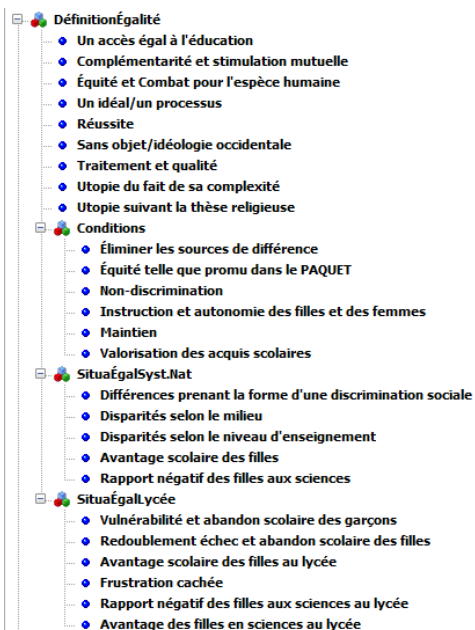 DéfinitionÉgalité
Un accès égal à l'éducation
Complémentarité et stimulation mutuelle
Équité et Combat pour l'espèce humaine
Un idéal/un processus
Réussite
Sans objet/idéologie occidentale
Traitement et qualité
Utopie du fait de sa complexité
Utopie suivant la thèse religieuse
Conditions
Éliminer les sources de différence
Équité telle que promu dans le PAQUET
Non-discrimination
Instruction et autonomie des filles et des femmes
Maintien
Valorisation des acquis scolaires
SituaÉgalSyst.Nat
Différences prenant la forme d'une discrimination sociale
Disparités selon le milieu
Disparités selon le niveau d'enseignement
Avantage scolaire des filles
Rapport négatif des filles aux sciences
SituaÉgalLycée
Vulnérabilité et abandon scolaire des garçons
Redoublement échec et abandon scolaire des filles
Avantage scolaire des filles au lycée
Frustration cachée
Rapport négatif des filles aux sciences au lycée
Avantage des filles en sciences au lycée